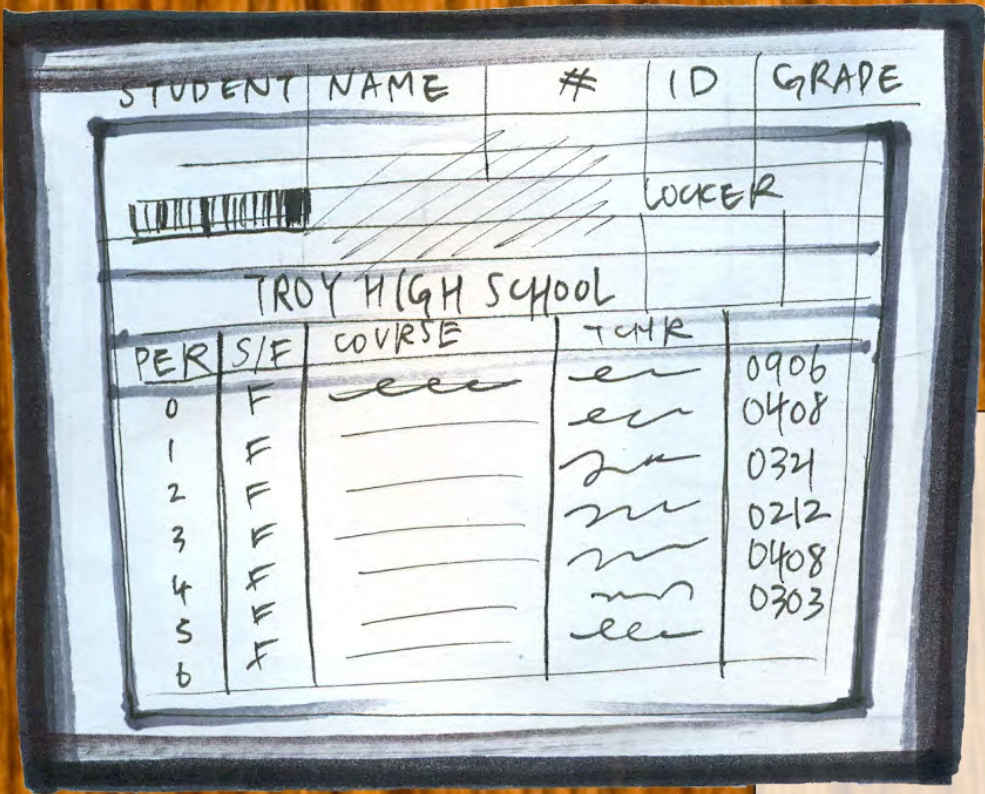 STUDENT NAME # ID GRADE
LOCKER
TROY HIGH SCHOOL
PER S/F COURSE TCHR
0 F 0906
1 F 0408
2 F 0321
3 F 0212
4 F 0408
5 F 0303
6 F